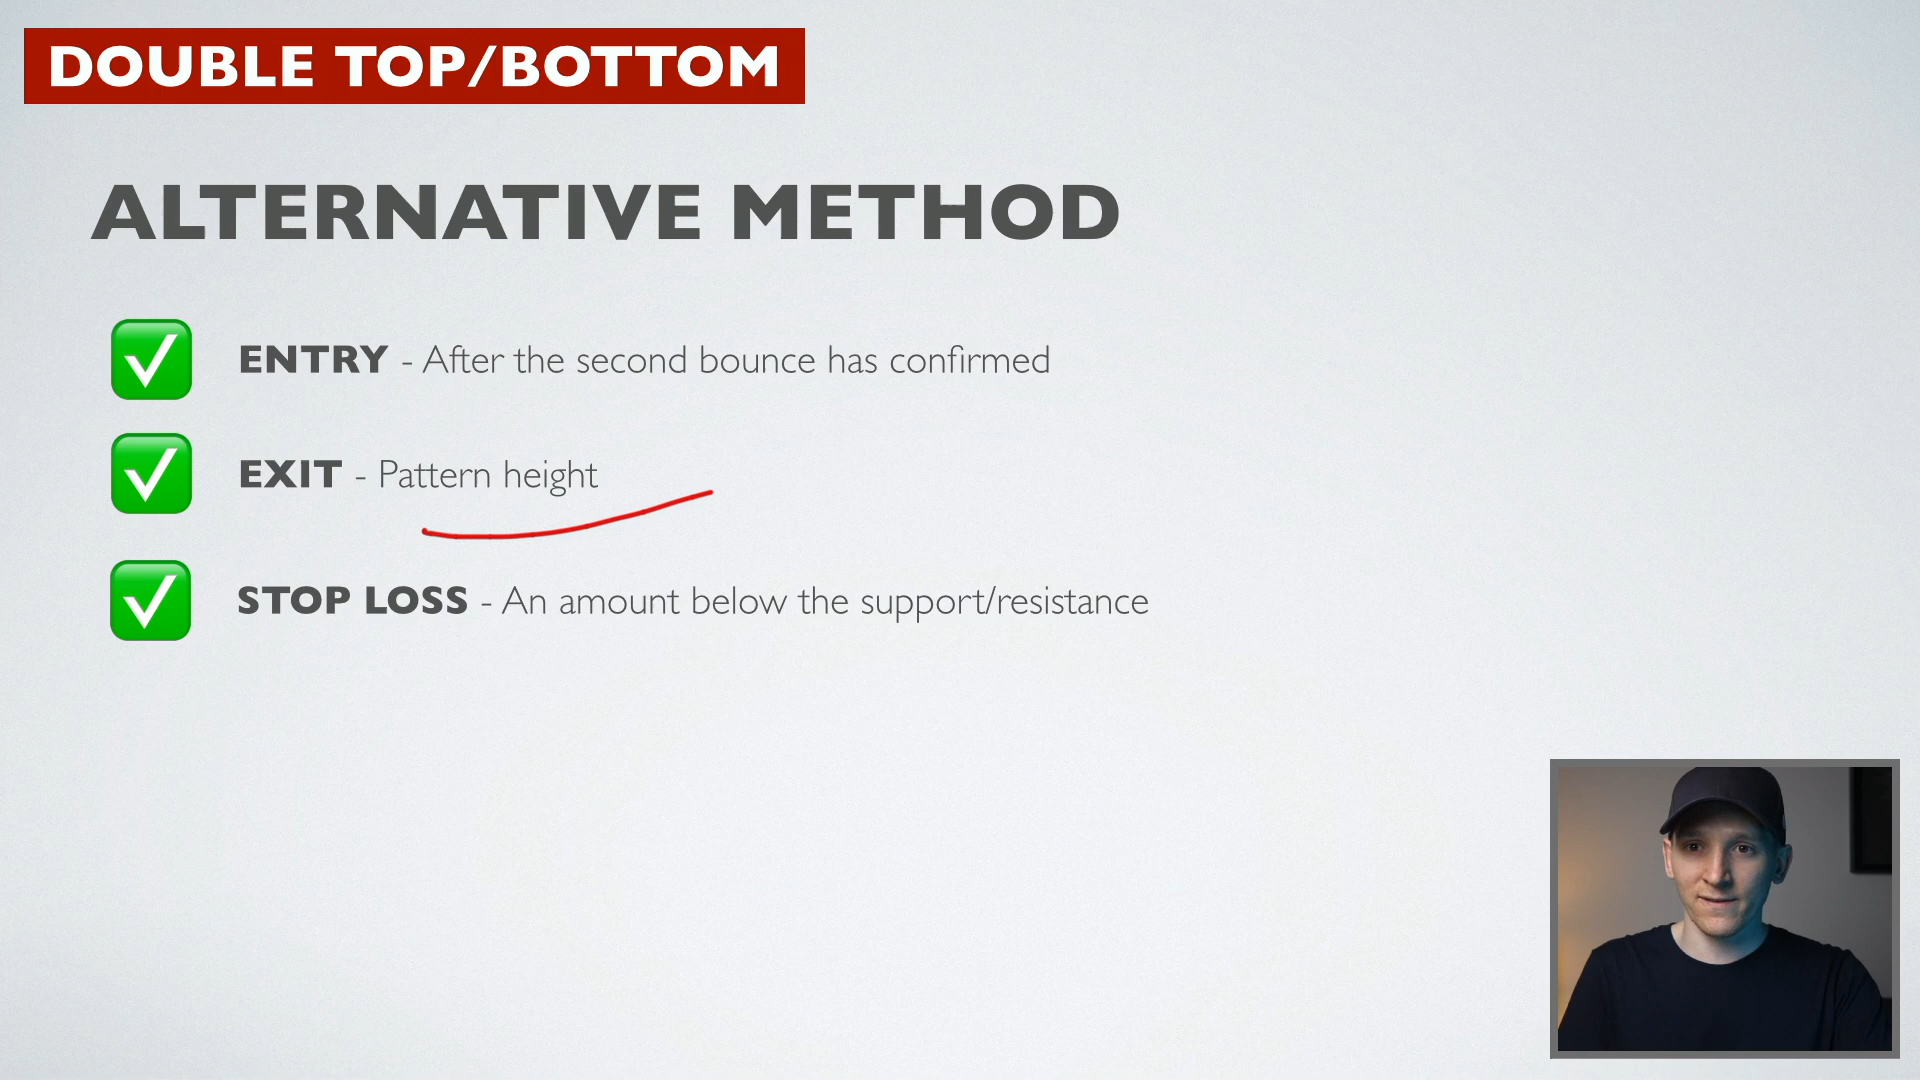 DOUBLE TOP/BOTTOM
ALTERNATIVE METHOD
ENTRY - After the second bounce has confirmed
EXIT - Pattern height
STOP LOSS - An amount below the support/resistance